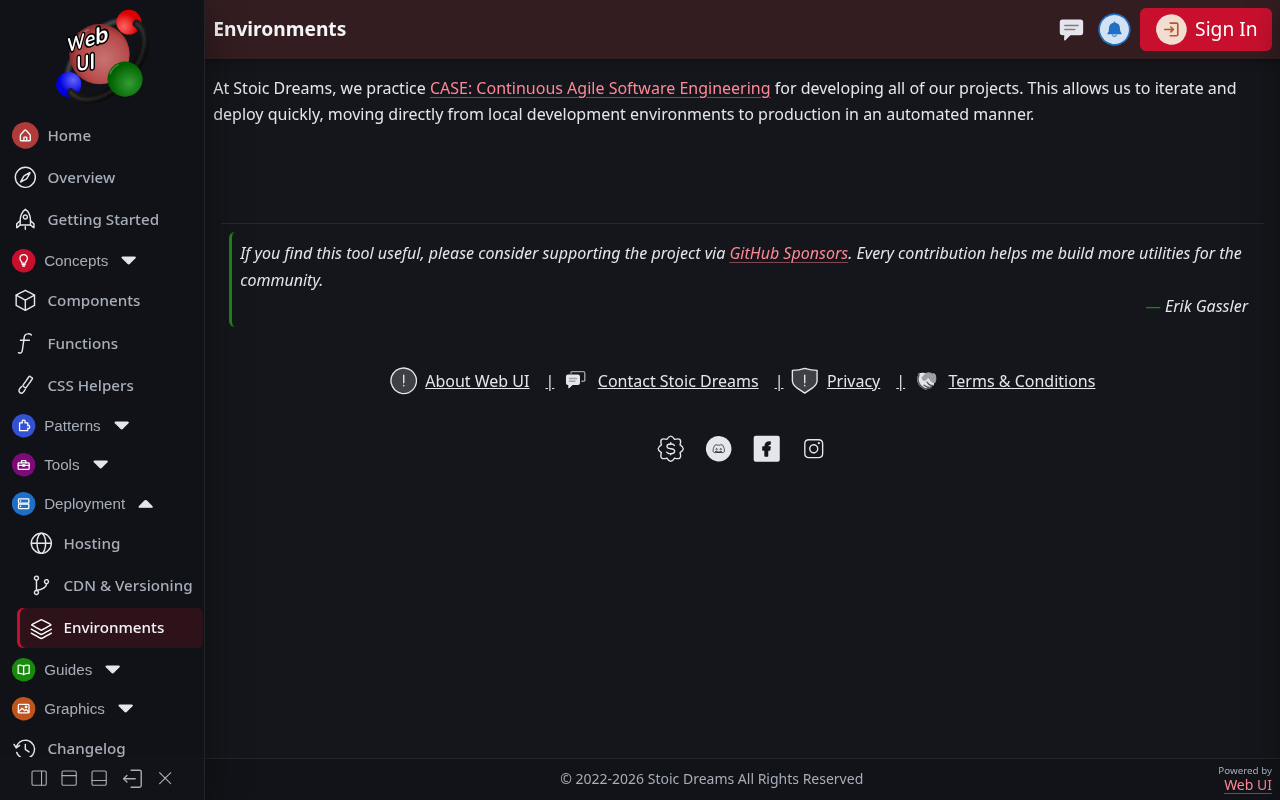 Web
UI
Home
Overview
Getting Started
Concepts
Components
Functions
CSS Helpers
Patterns
Tools
Deployment
Hosting
CDN & Versioning
Environments
Guides
Graphics
Changelog
Environments
Sign In
At Stoic Dreams, we practice CASE: Continuous Agile Software Engineering for developing all of our projects. This allows us to iterate and
deploy quickly, moving directly from local development environments to production in an automated manner.
If you find this tool useful, please consider supporting the project via GitHub Sponsors. Every contribution helps me build more utilities for the
community.
— Erik Gassler
About Web UI | Contact Stoic Dreams | Privacy | Terms & Conditions
© 2022-2026 Stoic Dreams All Rights Reserved
Powered by
Web UI